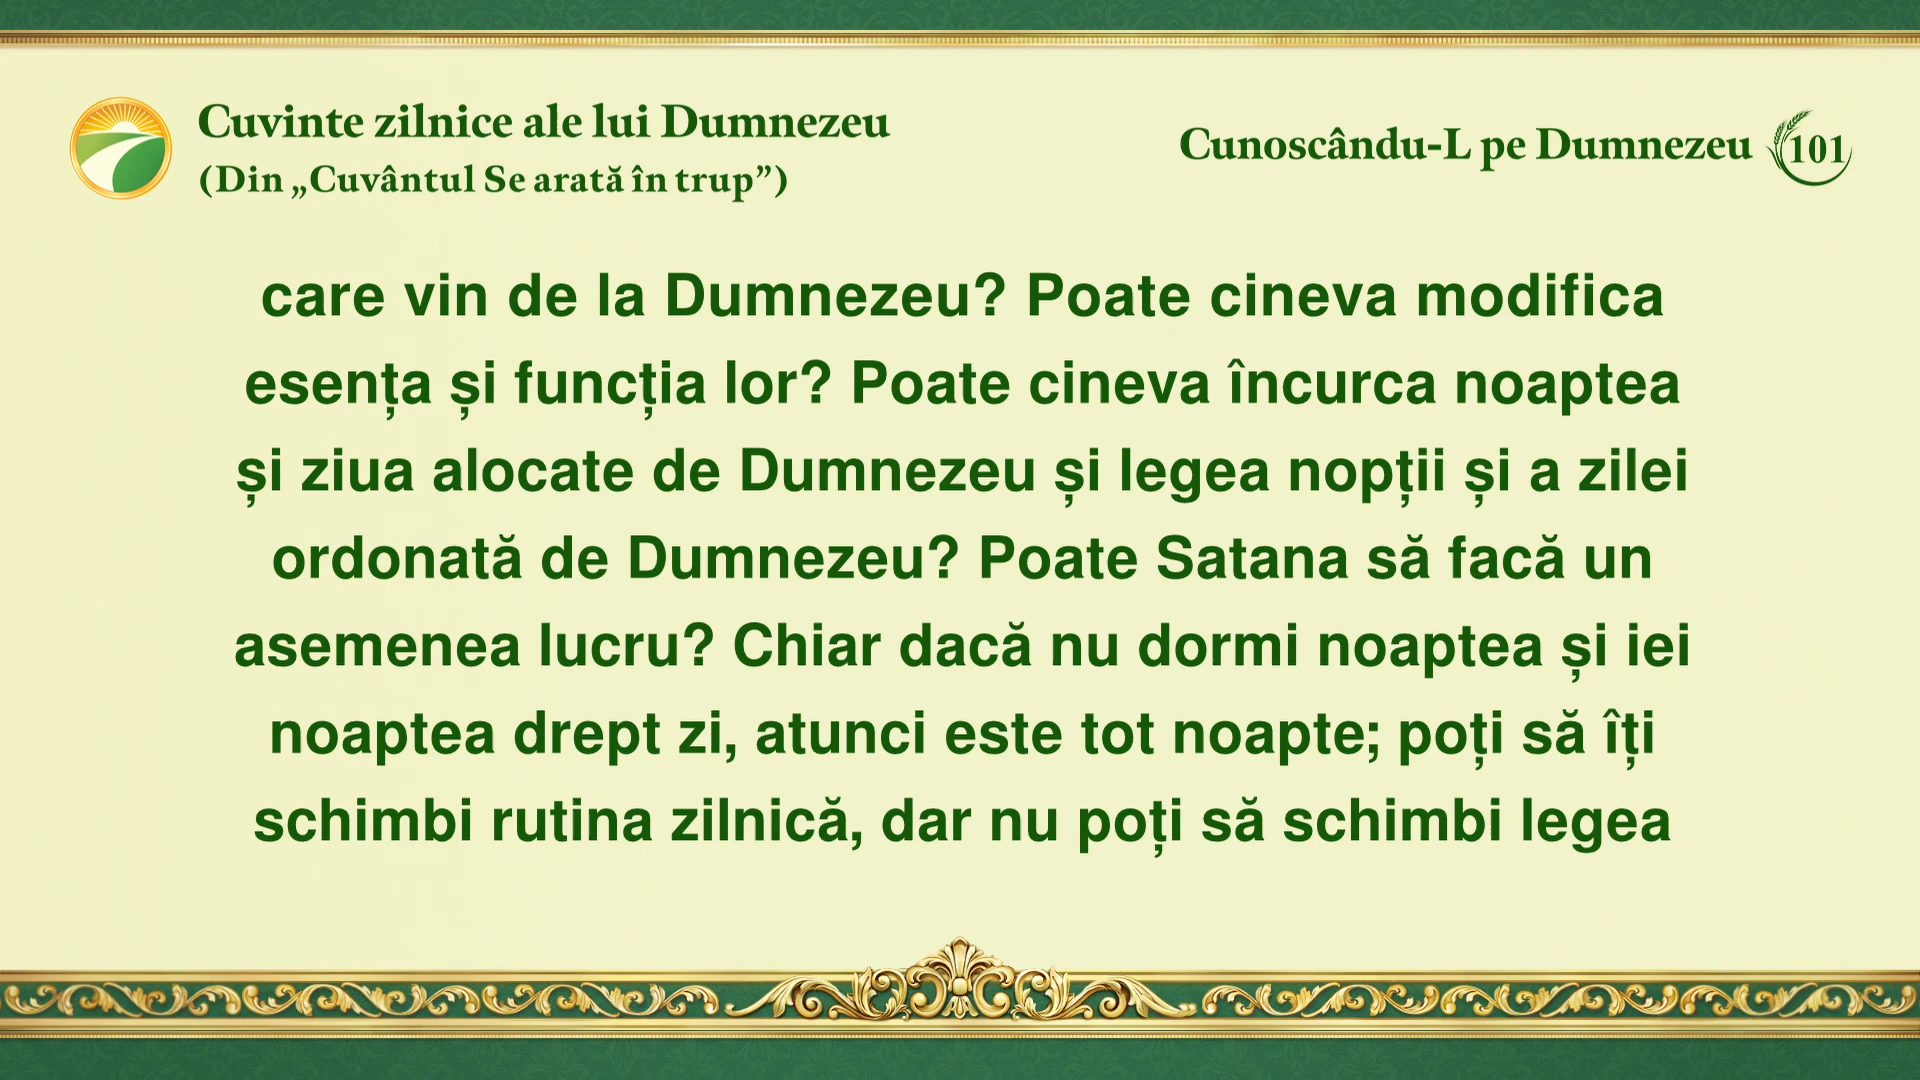 Cuvinte zilnice ale lui Dumnezeu
(Din „Cuvântul Se arată în trup”)
Cunoscându-L pe Dumnezeu 101
care vin de la Dumnezeu? Poate cineva modifica
esența și funcția lor? Poate cineva încurca noaptea
și ziua alocate de Dumnezeu și legea nopții și a zilei
ordonată de Dumnezeu? Poate Satana să facă un
asemenea lucru? Chiar dacă nu dormi noaptea și iei
noaptea drept zi, atunci este tot noapte; poți să îți
schimbi rutina zilnică, dar nu poți să schimbi legea